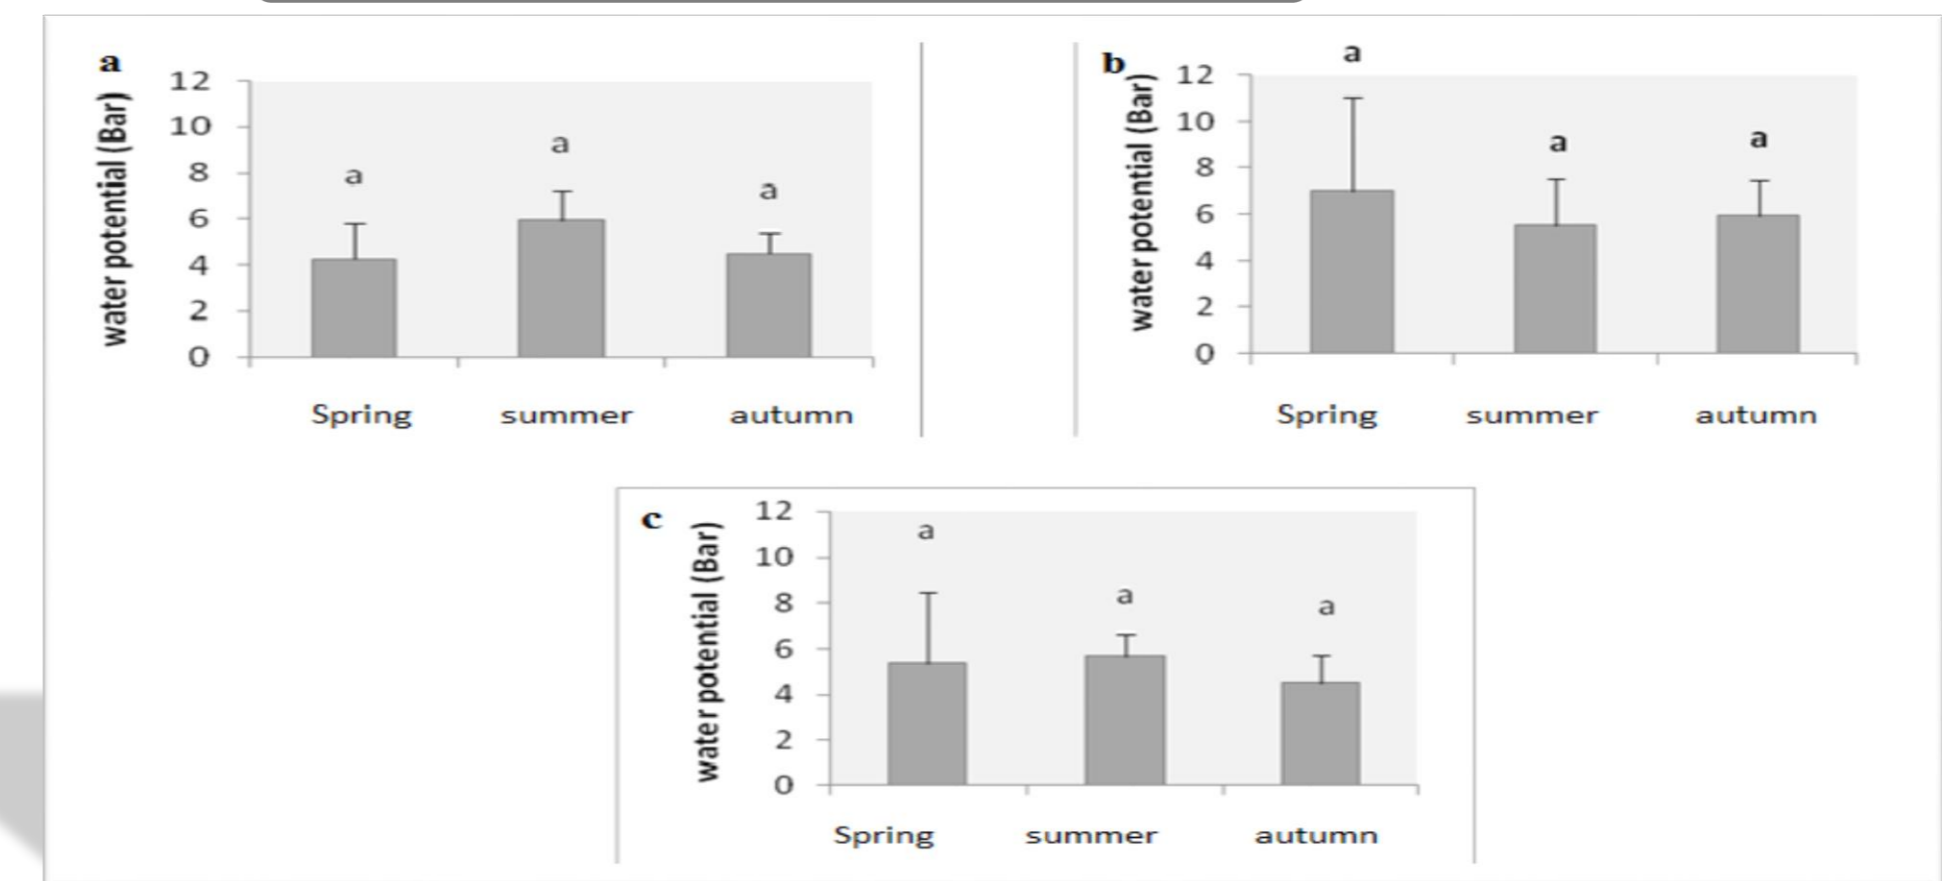 a
water potential (Bar)
12
10
8
6
4
2
0
a
a
a
Spring summer autumn
b
water potential (Bar)
12
10
8
6
4
2
0
a
a
a
Spring summer autumn
c
water potential (Bar)
12
10
8
6
4
2
0
a
a
a
Spring summer autumn